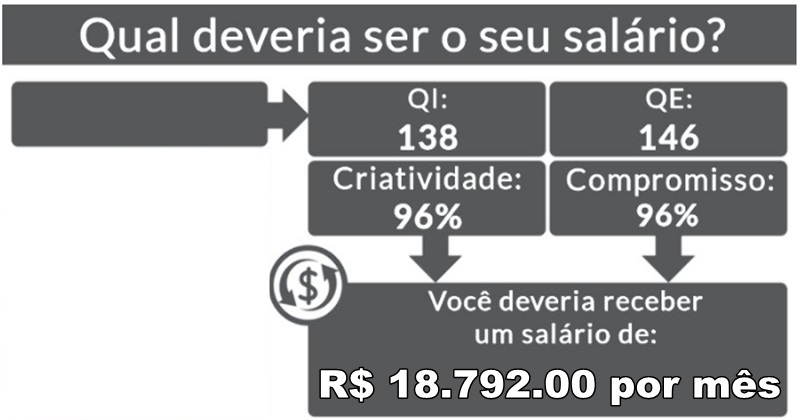 Qual deveria ser o seu salário?
QI:
138
QE:
146
Criatividade:
96%
Compromisso:
96%
$
Você deveria receber
um salário de:
R$ 18.792.00 por mês